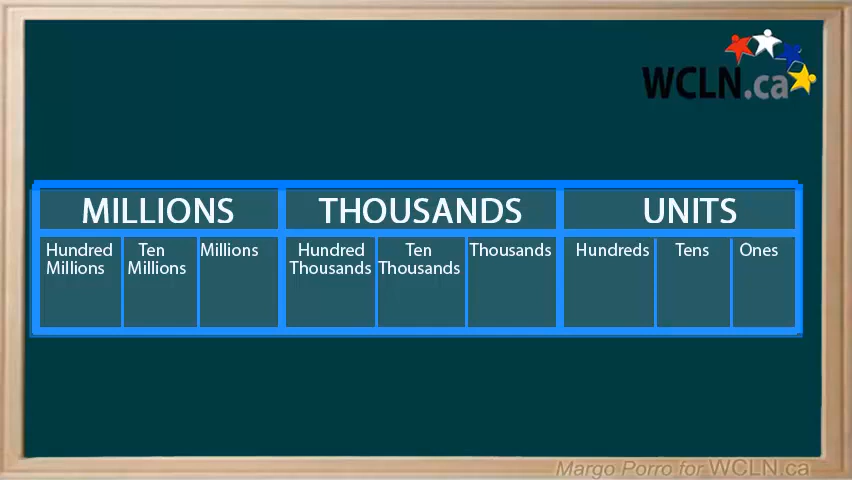 WCLN.ca
MILLIONS THOUSANDS UNITS
Hundred Millions Ten Millions Millions Hundred Thousands Ten Thousands Thousands Hundreds Tens Ones
Margo Porro for WCLN.ca